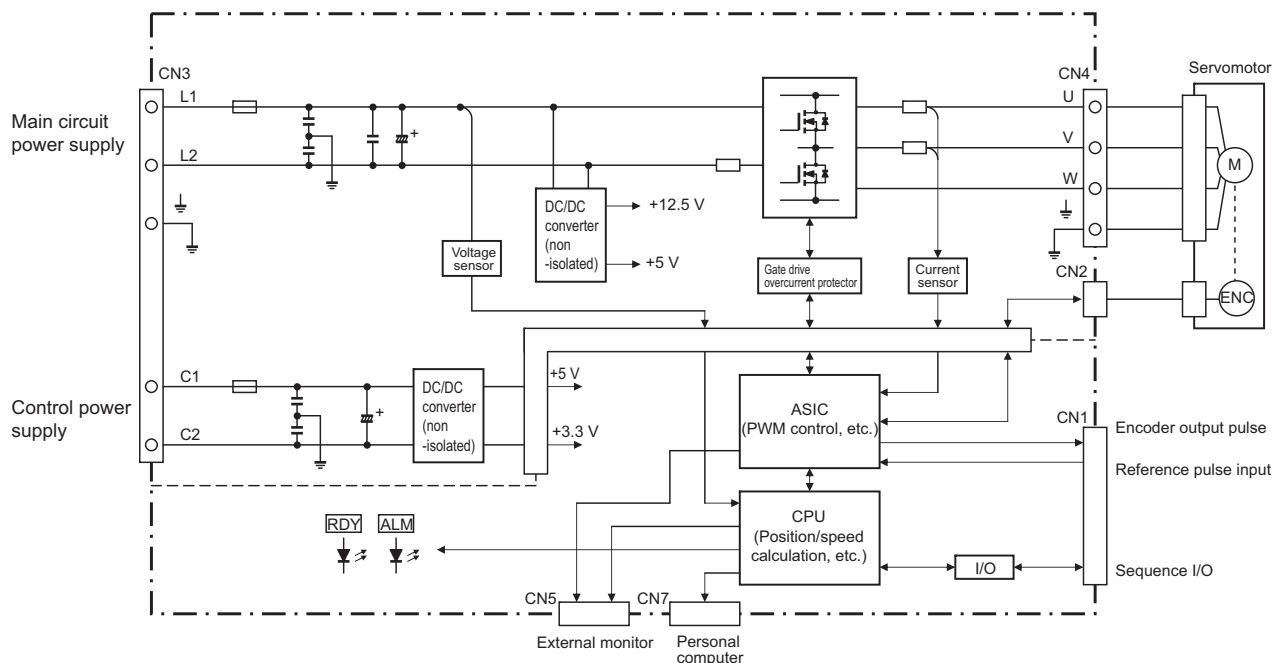 Servomotor
CN3
CN4
L1
U
Main circuit
power supply
+
V
L2
W
M
DC/DC
converter
(non
-isolated)
+12.5 V
+5 V
Voltage
sensor
Gate drive
overcurrent protector
Current
sensor
CN2
ENC
C1
DC/DC
converter
(non
-isolated)
+5 V
+
Control power
supply
C2
+3.3 V
ASIC
(PWM control, etc.)
CN1
Encoder output pulse
Reference pulse input
RDY
ALM
CPU
(Position/speed
calculation, etc.)
I/O
Sequence I/O
CN5
CN7
External monitor
Personal
computer